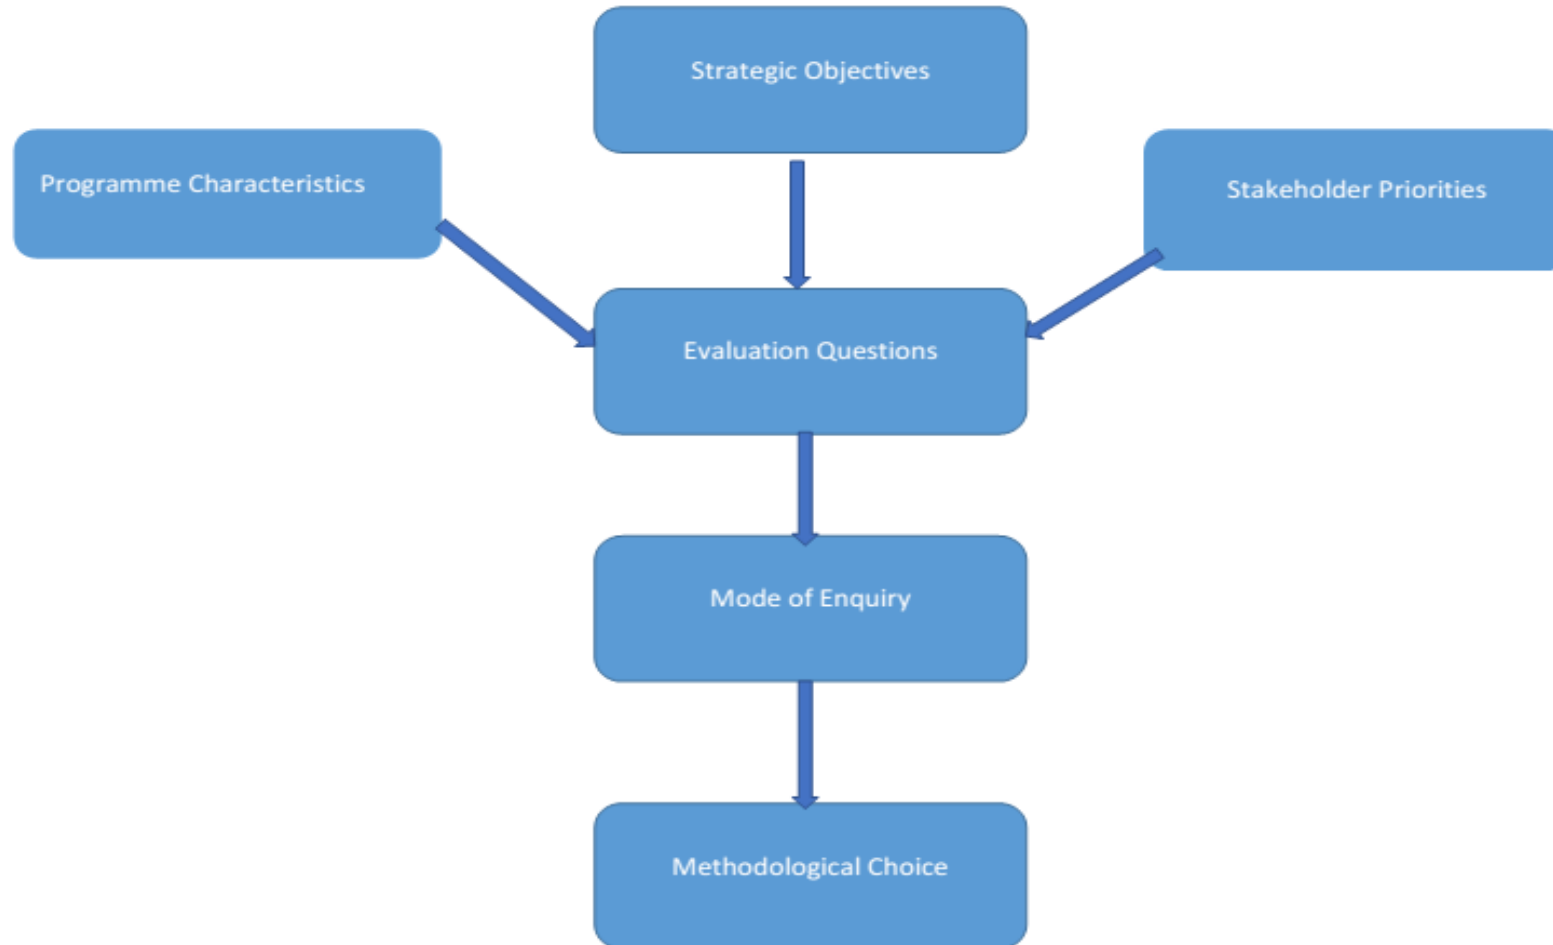 Strategic Objectives
Programme Characteristics
Stakeholder Priorities
Evaluation Questions
Mode of Enquiry
Methodological Choice